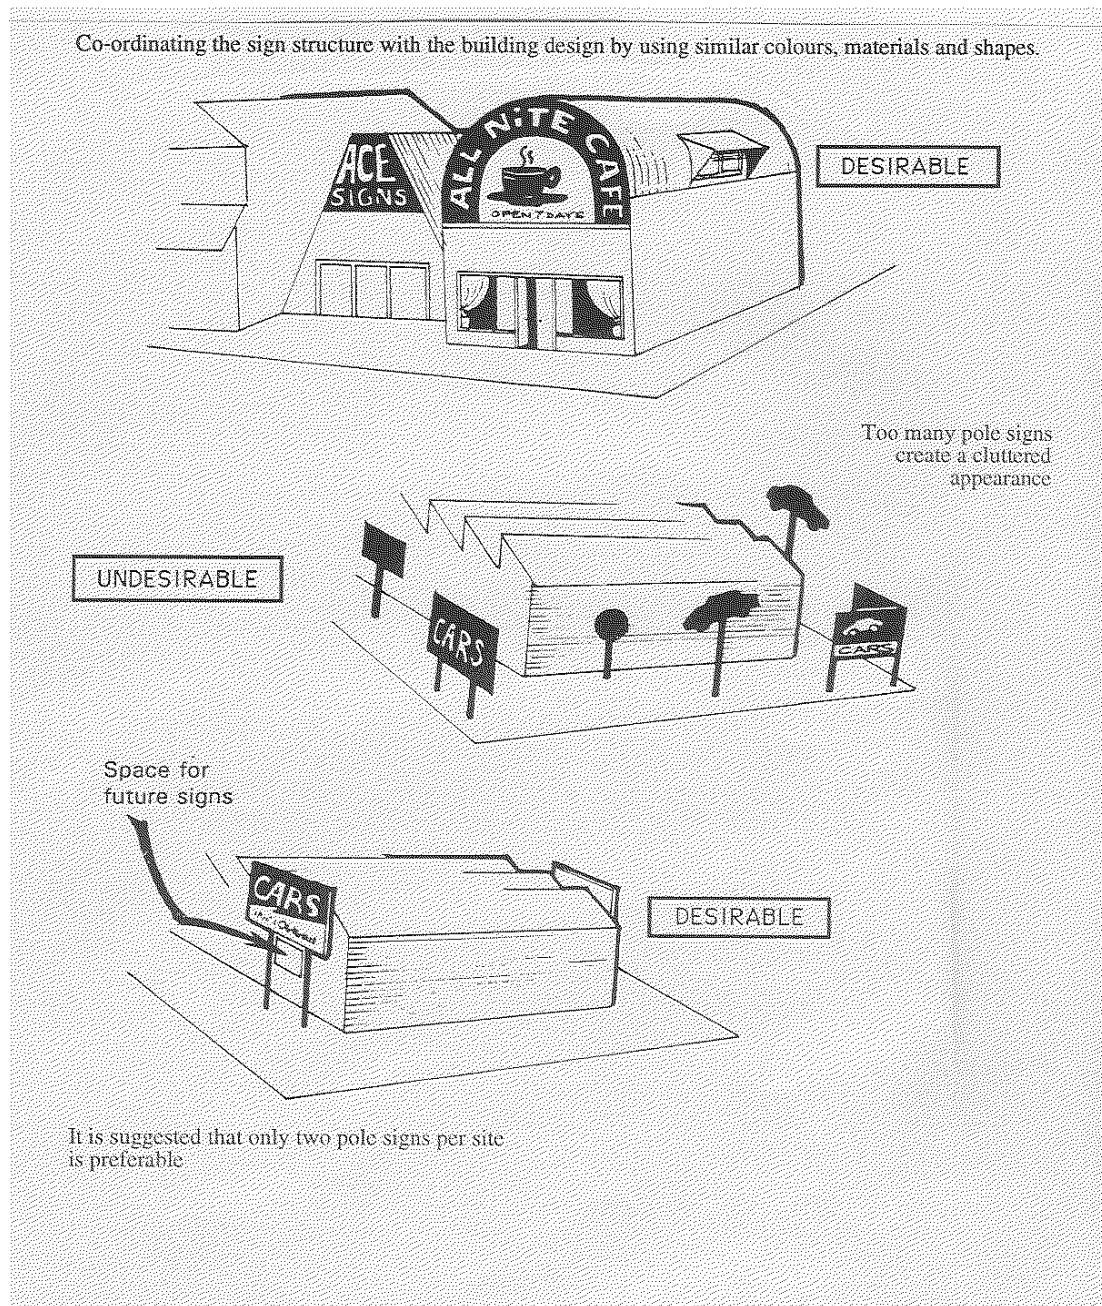 Co-ordinating the sign structure with the building design by using similar colours, materials and shapes.
ALL NiTE CAFE
ACE
SIGNS
OPEN 7 DAYS
DESIRABLE
Too many pole signs
create a cluttered
appearance
UNDESIRABLE
CARS
CARS
Space for
future signs
CARS
DESIRABLE
It is suggested that only two pole signs per site
is preferable